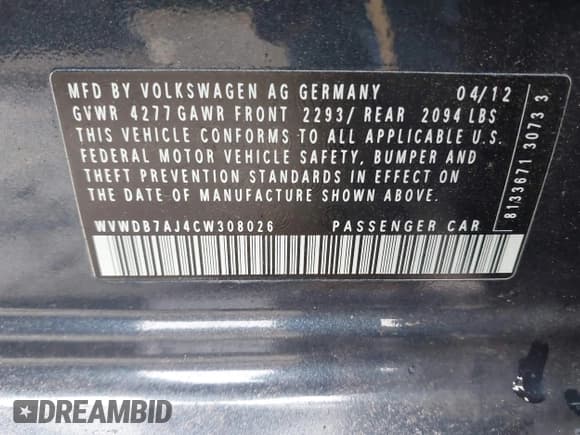 MFD BY VOLKSWAGEN AG GERMANY 04/12
GVWR 4277 GAWR FRONT 2293/ REAR 2094 LBS
THIS VEHICLE CONFORMS TO ALL APPLICABLE U.S.
FEDERAL MOTOR VEHICLE SAFETY, BUMPER AND
THEFT PREVENTION STANDARDS IN EFFECT ON
THE DATE OF MANUFACTURE SHOWN ABOVE.
WVWDB7AJ4CW308026 PASSENGER CAR
8133671 3073 3
DREAMBID